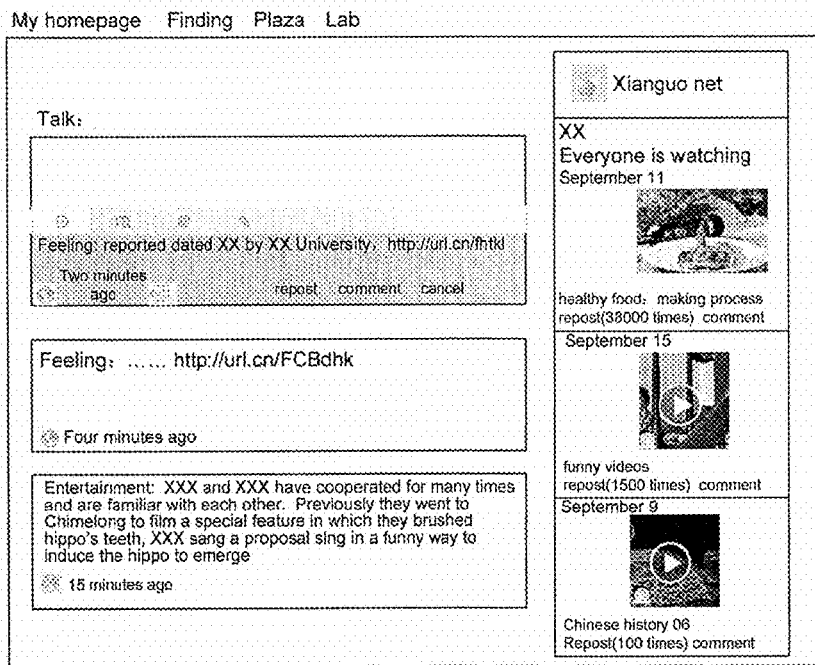 My homepage Finding Plaza Lab
Talk:
Feeling: reported dated XX by XX University, http://url.cn/fhtkl
Two minutes
ago
repost comment cancel
Feeling: …… http://url.cn/FCBdhk
Four minutes ago
Entertainment: XXX and XXX have cooperated for many times
and are familiar with each other. Previously they went to
Chimelong to film a special feature in which they brushed
hippo's teeth, XXX sang a proposal sing in a funny way to
induce the hippo to emerge
15 minutes ago
Xianguo net
XX
Everyone is watching
September 11
healthy food: making process
repost(38000 times) comment
September 15
funny videos
repost(1500 times) comment
September 9
Chinese history 06
Repost(100 times) comment